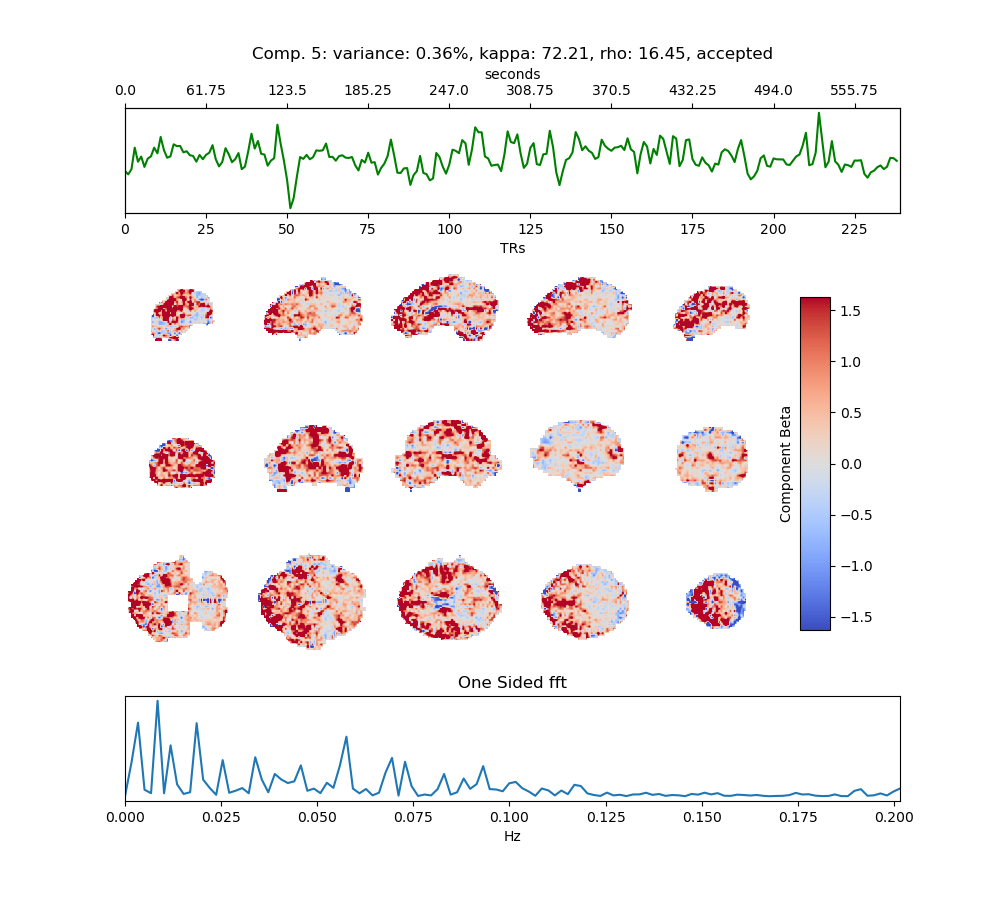 Comp. 5: variance: 0.36%, kappa: 72.21, rho: 16.45, accepted
seconds
0.0 61.75 123.5 185.25 247.0 308.75 370.5 432.25 494.0 555.75
0 25 50 75 100 125 150 175 200 225
TRs
1.5
1.0
0.5
0.0
−0.5
−1.0
−1.5
Component Beta
One Sided fft
0.000 0.025 0.050 0.075 0.100 0.125 0.150 0.175 0.200
Hz